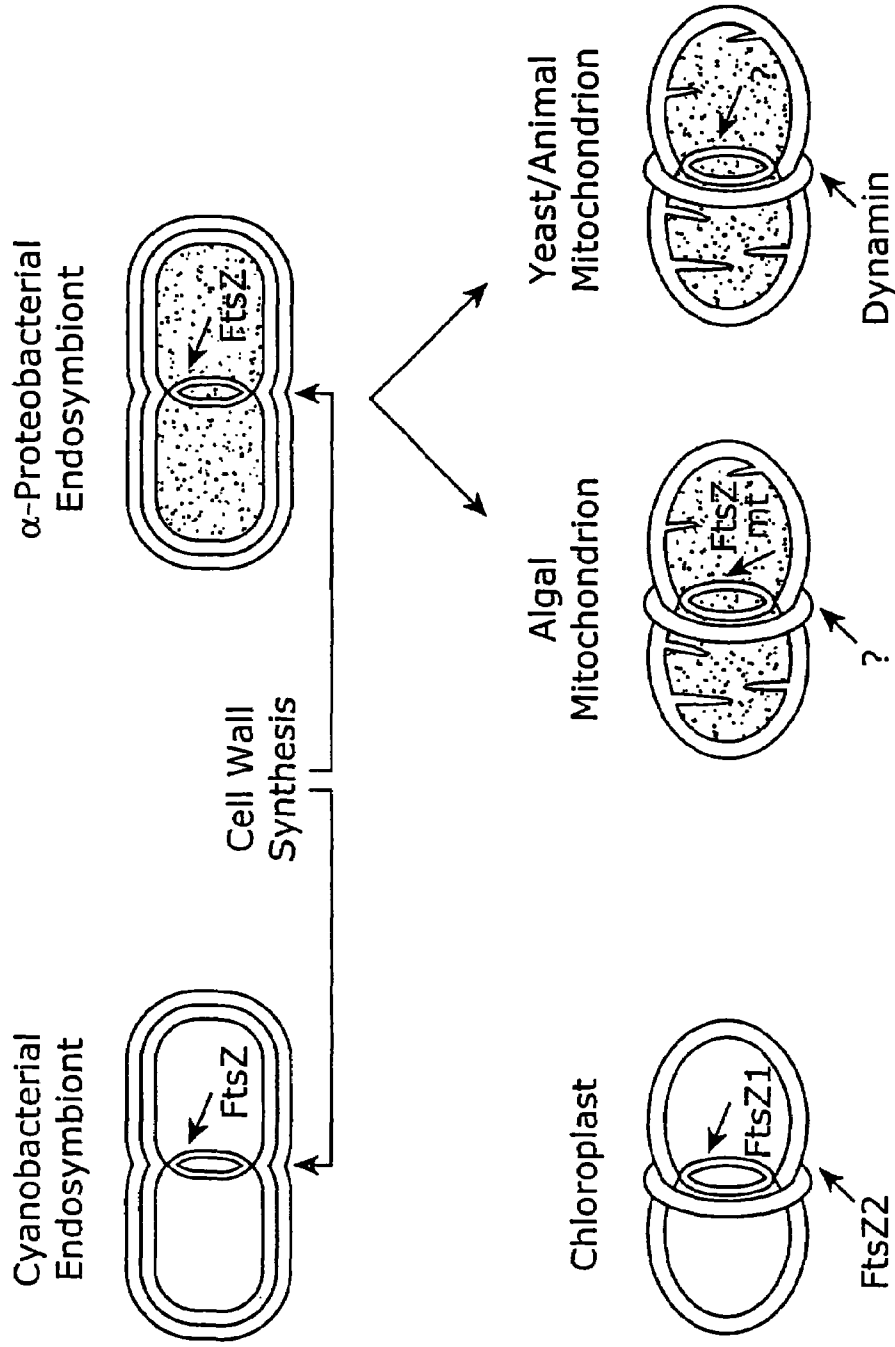 Cyanobacterial
Endosymbiont
α-Proteobacterial
Endosymbiont
FtsZ
FtsZ
Cell Wall
Synthesis
Chloroplast
Algal
Mitochondrion
Yeast/Animal
Mitochondrion
FtsZ1
FtsZ
mt
?
FtsZ2
?
Dynamin